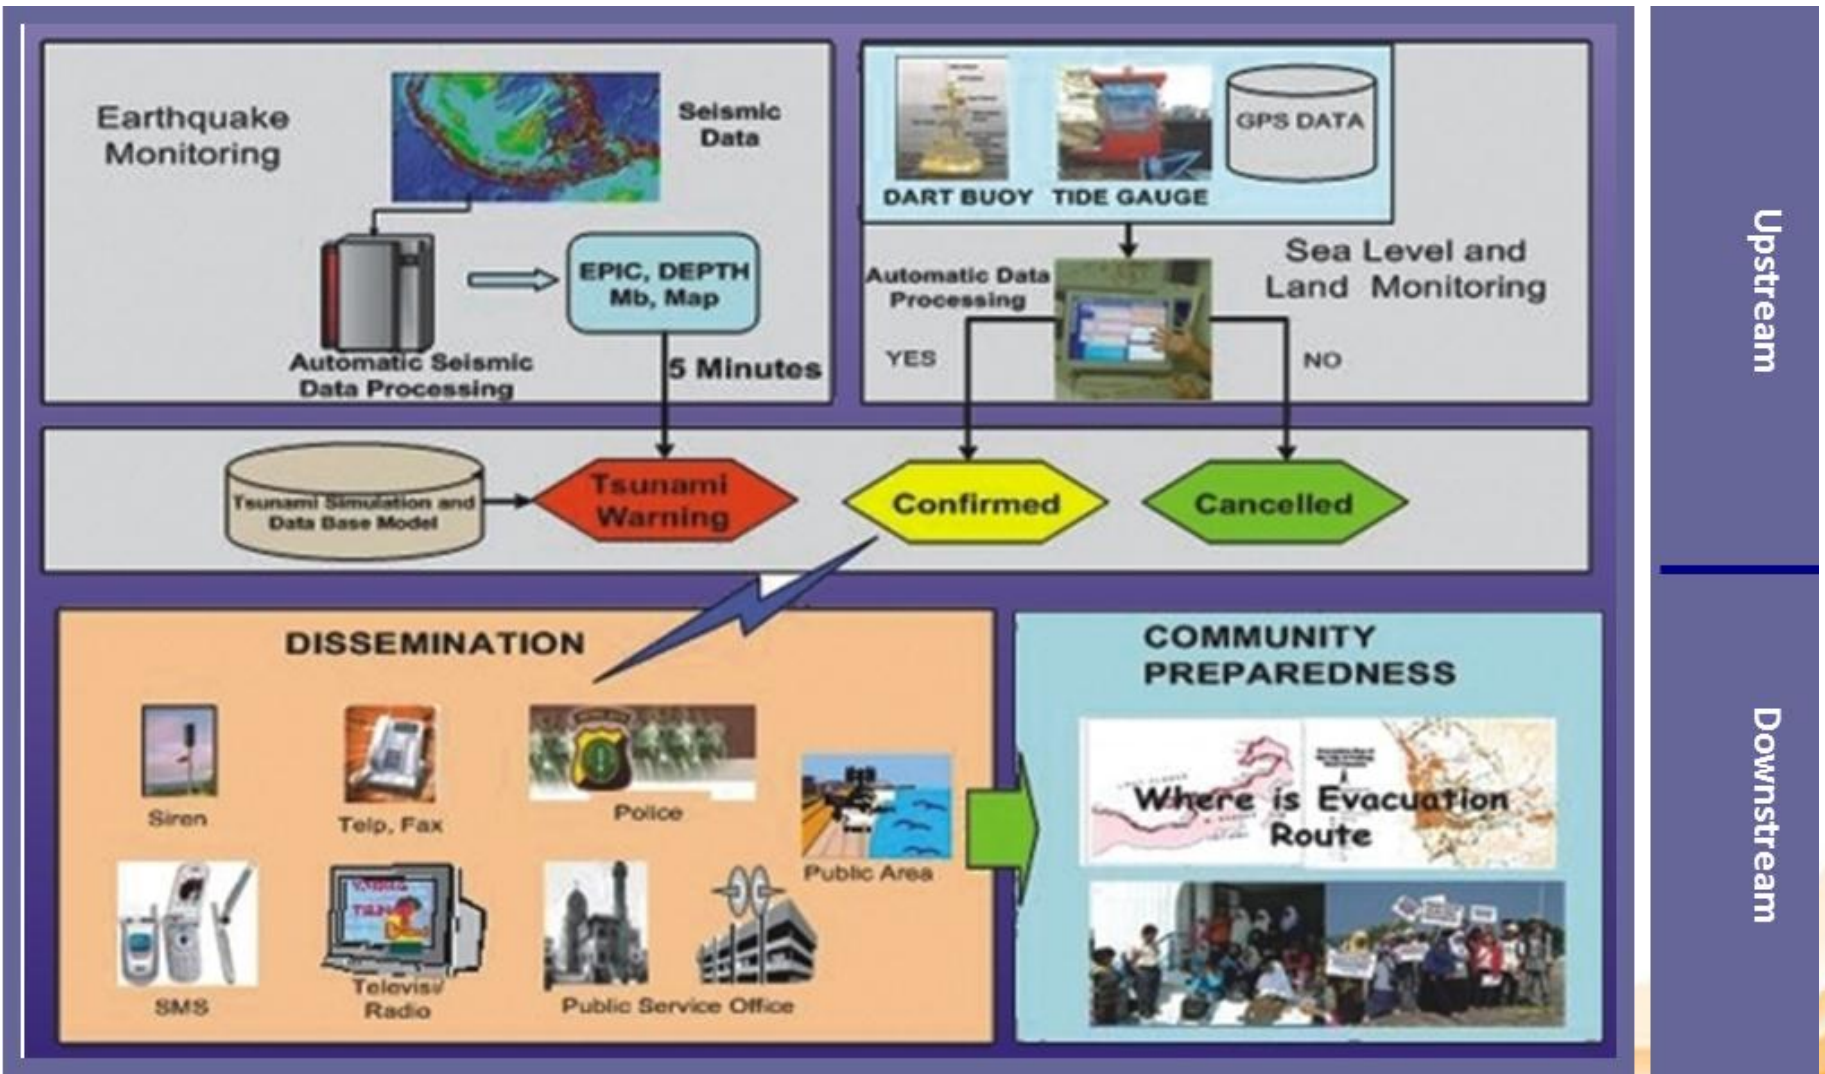 Earthquake
Monitoring
Seismic
Data
EPIC, DEPTH
Mb, Map
Automatic Seismic
Data Processing
5 Minutes
GPS DATA
DART BUOY
TIDE GAUGE
Automatic Data
Processing
Sea Level and
Land Monitoring
YES
NO
Tsunami Simulation and
Data Base Model
Tsunami
Warning
Confirmed
Cancelled
DISSEMINATION
Siren
Telp, Fax
Police
Public Area
SMS
Televisi/
Radio
Public Service Office
COMMUNITY
PREPAREDNESS
Where is Evacuation
Route
Upstream
Downstream